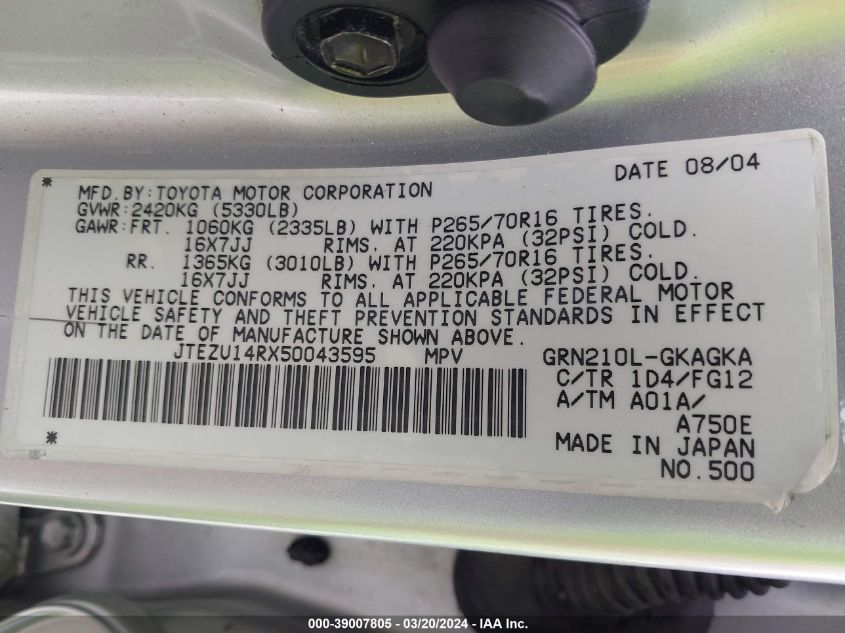 DATE 08/04
MFD.BY:TOYOTA MOTOR CORPORATION
GVWR:2420KG (5330LB)
GAWR:FRT. 1060KG (2335LB) WITH P265/70R16 TIRES.
16X7JJ RIMS. AT 220KPA (32PSI) COLD.
RR. 1365KG (3010LB) WITH P265/70R16 TIRES.
16X7JJ RIMS. AT 220KPA (32PSI) COLD.
THIS VEHICLE CONFORMS TO ALL APPLICABLE FEDERAL MOTOR
VEHICLE SAFETY AND THEFT PREVENTION STANDARDS IN EFFECT
ON THE DATE OF MANUFACTURE SHOWN ABOVE.
JTEZU14RX50043595 MPV GRN210L-GKAGKA
C/TR 1D4/FG12
A/TM A01A/
A750E
MADE IN JAPAN
NO.500
000-39007805 - 03/20/2024 - IAA Inc.